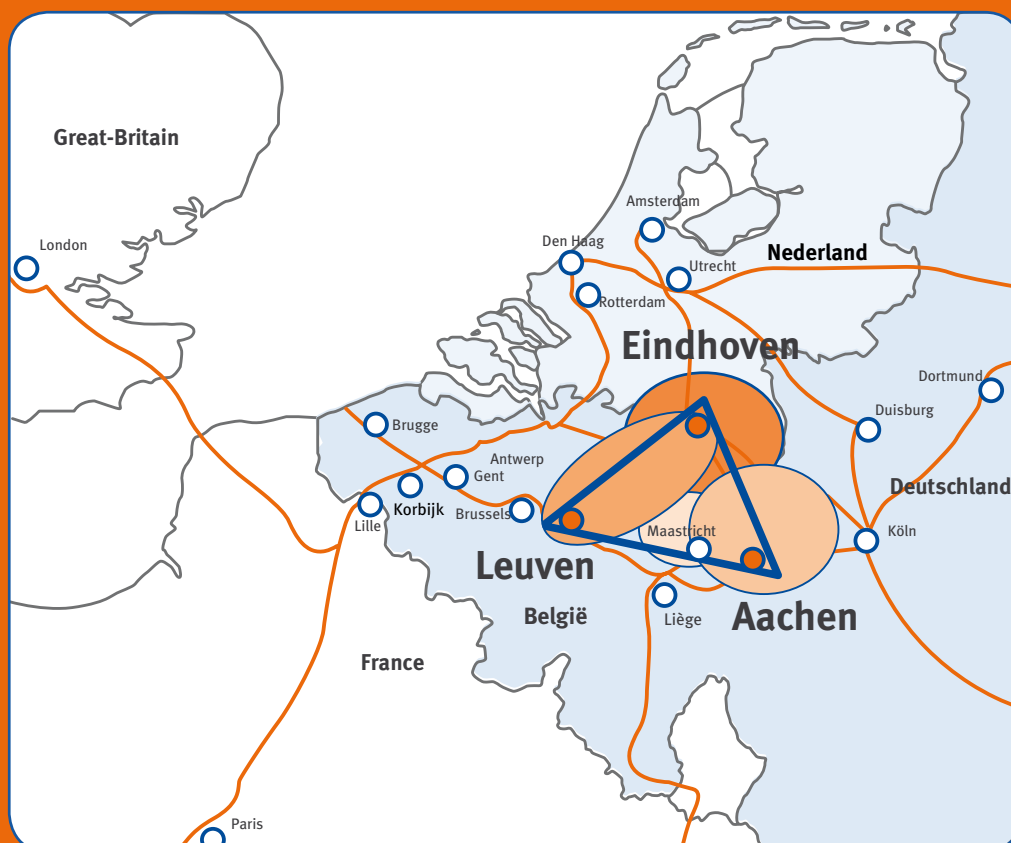 Great-Britain
Amsterdam
London
Den Haag
Nederland
Utrecht
Rotterdam
Eindhoven
Dortmund
Duisburg
Brugge
Antwerp
Gent
Deutschland
Korbijk
Brussels
Lille
Maastricht
Köln
Leuven
België
Liège
Aachen
France
Paris